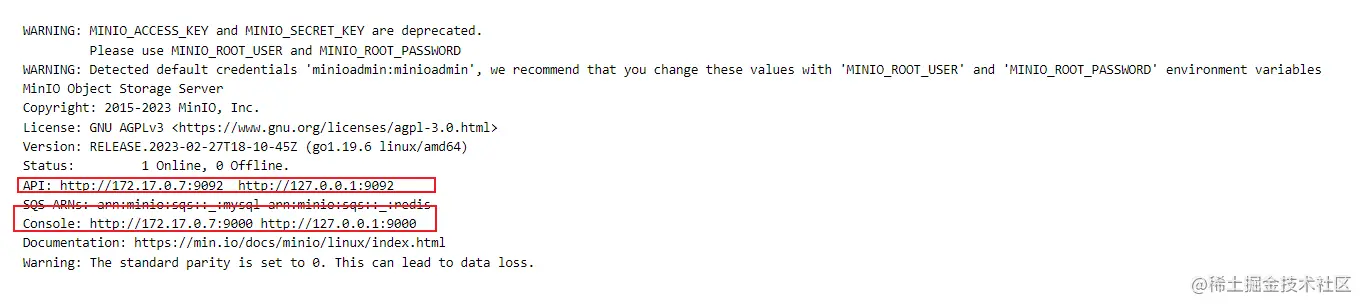 WARNING: MINIO_ACCESS_KEY and MINIO_SECRET_KEY are deprecated.
Please use MINIO_ROOT_USER and MINIO_ROOT_PASSWORD
WARNING: Detected default credentials 'minioadmin:minioadmin', we recommend that you change these values with 'MINIO_ROOT_USER' and 'MINIO_ROOT_PASSWORD' environment variables
MinIO Object Storage Server
Copyright: 2015-2023 MinIO, Inc.
License: GNU AGPLv3 <https://www.gnu.org/licenses/agpl-3.0.html>
Version: RELEASE.2023-02-27T18-10-45Z (go1.19.6 linux/amd64)
Status:         1 Online, 0 Offline.
API: http://172.17.0.7:9092  http://127.0.0.1:9092
SQS ARNs: arn:minio:sqs::_:mysql arn:minio:sqs::_:redis
Console: http://172.17.0.7:9000 http://127.0.0.1:9000
Documentation: https://min.io/docs/minio/linux/index.html
Warning: The standard parity is set to 0. This can lead to data loss.
@稀土掘金技术社区